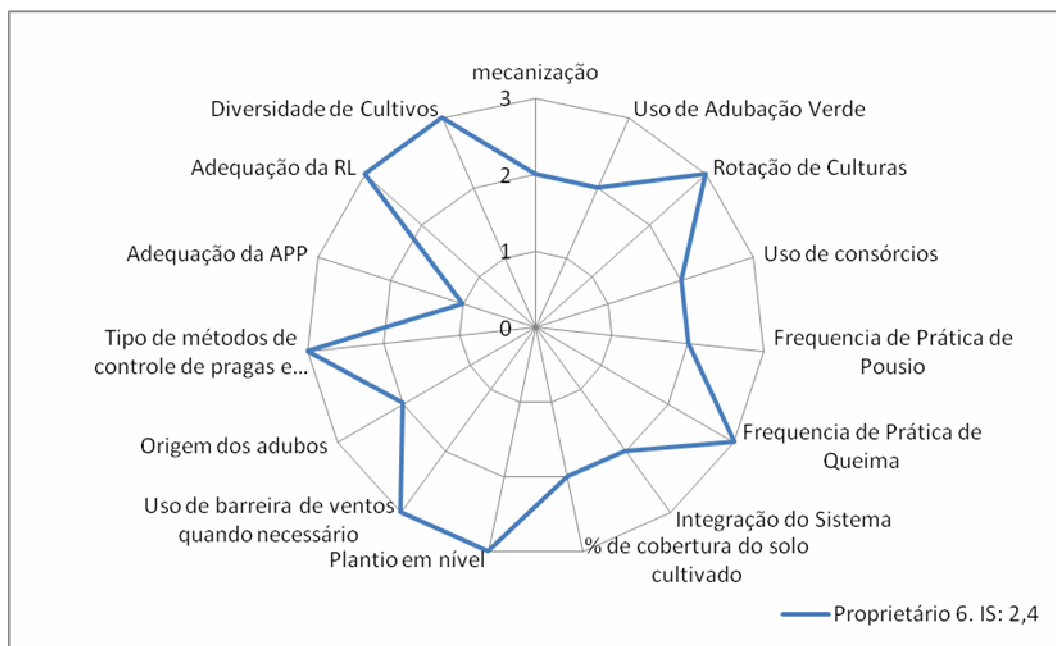 mecanização
3
2
1
0
Uso de Adubação Verde
Rotação de Culturas
Uso de consórcios
Frequencia de Prática de
Pousio
Frequencia de Prática de
Queima
Integração do Sistema
% de cobertura do solo
cultivado
Plantio em nível
Uso de barreira de ventos
quando necessário
Origem dos adubos
Tipo de métodos de
controle de pragas e...
Adequação da APP
Adequação da RL
Diversidade de Cultivos
Proprietário 6. IS: 2,4